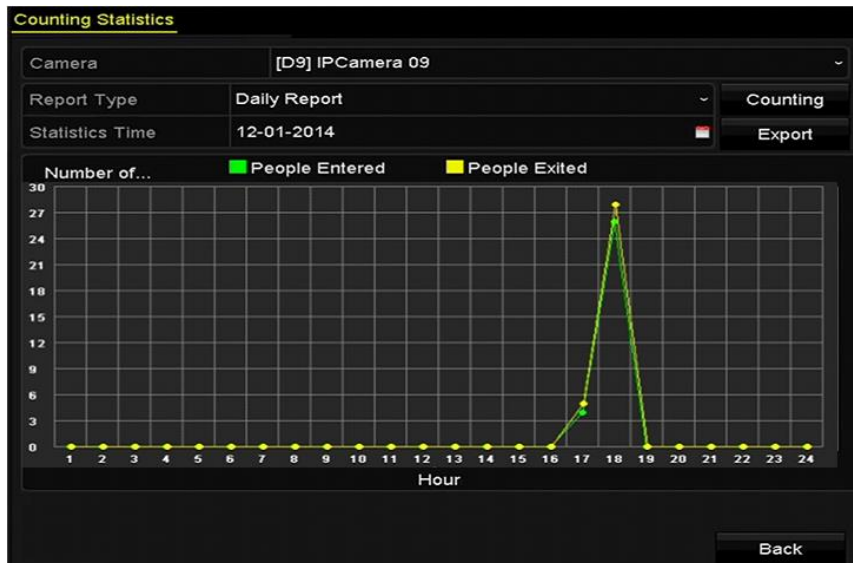 Counting Statistics
Camera [D9] IPCamera 09
Report Type Daily Report Counting
Statistics Time 12-01-2014 Export
Number of... People Entered People Exited
30
27
24
21
18
15
12
9
6
3
0
1 2 3 4 5 6 7 8 9 10 11 12 13 14 15 16 17 18 19 20 21 22 23 24
Hour
Back